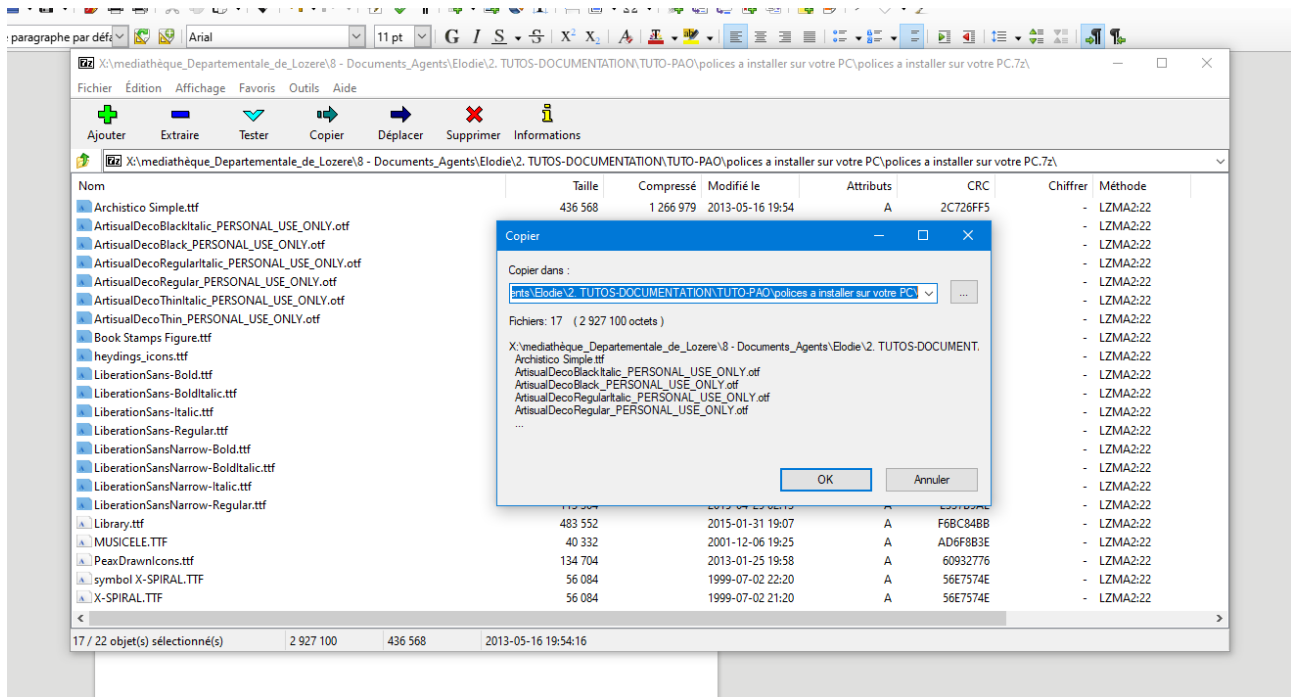 paragraphe par défa Arial 11 pt G I S S X² X₂ A
X:\mediathèque_Departementale_de_Lozere\8 - Documents_Agents\Elodie\2. TUTOS-DOCUMENTATION\TUTO-PAO\polices a installer sur votre PC\polices a installer sur votre PC.7z\
Fichier Édition Affichage Favoris Outils Aide
Ajouter Extraire Tester Copier Déplacer Supprimer Informations
X:\mediathèque_Departementale_de_Lozere\8 - Documents_Agents\Elodie\2. TUTOS-DOCUMENTATION\TUTO-PAO\polices a installer sur votre PC\polices a installer sur votre PC.7z\
Nom Taille Compressé Modifié le Attributs CRC Chiffrer Méthode
Archistico Simple.ttf 436 568 1 266 979 2013-05-16 19:54 A 2C726FF5 - LZMA2:22
ArtisualDecoBlackItalic_PERSONAL_USE_ONLY.otf - LZMA2:22
ArtisualDecoBlack_PERSONAL_USE_ONLY.otf - LZMA2:22
ArtisualDecoRegularItalic_PERSONAL_USE_ONLY.otf - LZMA2:22
ArtisualDecoRegular_PERSONAL_USE_ONLY.otf - LZMA2:22
ArtisualDecoThinItalic_PERSONAL_USE_ONLY.otf - LZMA2:22
ArtisualDecoThin_PERSONAL_USE_ONLY.otf - LZMA2:22
Book Stamps Figure.ttf - LZMA2:22
heydings_icons.ttf - LZMA2:22
LiberationSans-Bold.ttf - LZMA2:22
LiberationSans-BoldItalic.ttf - LZMA2:22
LiberationSans-Italic.ttf - LZMA2:22
LiberationSans-Regular.ttf - LZMA2:22
LiberationSansNarrow-Bold.ttf - LZMA2:22
LiberationSansNarrow-BoldItalic.ttf - LZMA2:22
LiberationSansNarrow-Italic.ttf - LZMA2:22
LiberationSansNarrow-Regular.ttf - LZMA2:22
Library.ttf 483 552 2015-01-31 19:07 A F6BC84BB - LZMA2:22
MUSICELE.TTF 40 332 2001-12-06 19:25 A AD6F8B3E - LZMA2:22
PeaxDrawnIcons.ttf 134 704 2013-01-25 19:58 A 60932776 - LZMA2:22
symbol X-SPIRAL.TTF 56 084 1999-07-02 22:20 A 56E7574E - LZMA2:22
X-SPIRAL.TTF 56 084 1999-07-02 21:20 A 56E7574E - LZMA2:22
17 / 22 objet(s) sélectionné(s) 2 927 100 436 568 2013-05-16 19:54:16
Copier
Copier dans :
ents\Elodie\2. TUTOS-DOCUMENTATION\TUTO-PAO\polices a installer sur votre PC\ ...
Fichiers: 17 ( 2 927 100 octets )
X:\mediathèque_Departementale_de_Lozere\8 - Documents_Agents\Elodie\2. TUTOS-DOCUMENT.
Archistico Simple.ttf
ArtisualDecoBlackItalic_PERSONAL_USE_ONLY.otf
ArtisualDecoBlack_PERSONAL_USE_ONLY.otf
ArtisualDecoRegularItalic_PERSONAL_USE_ONLY.otf
ArtisualDecoRegular_PERSONAL_USE_ONLY.otf
...
OK Annuler